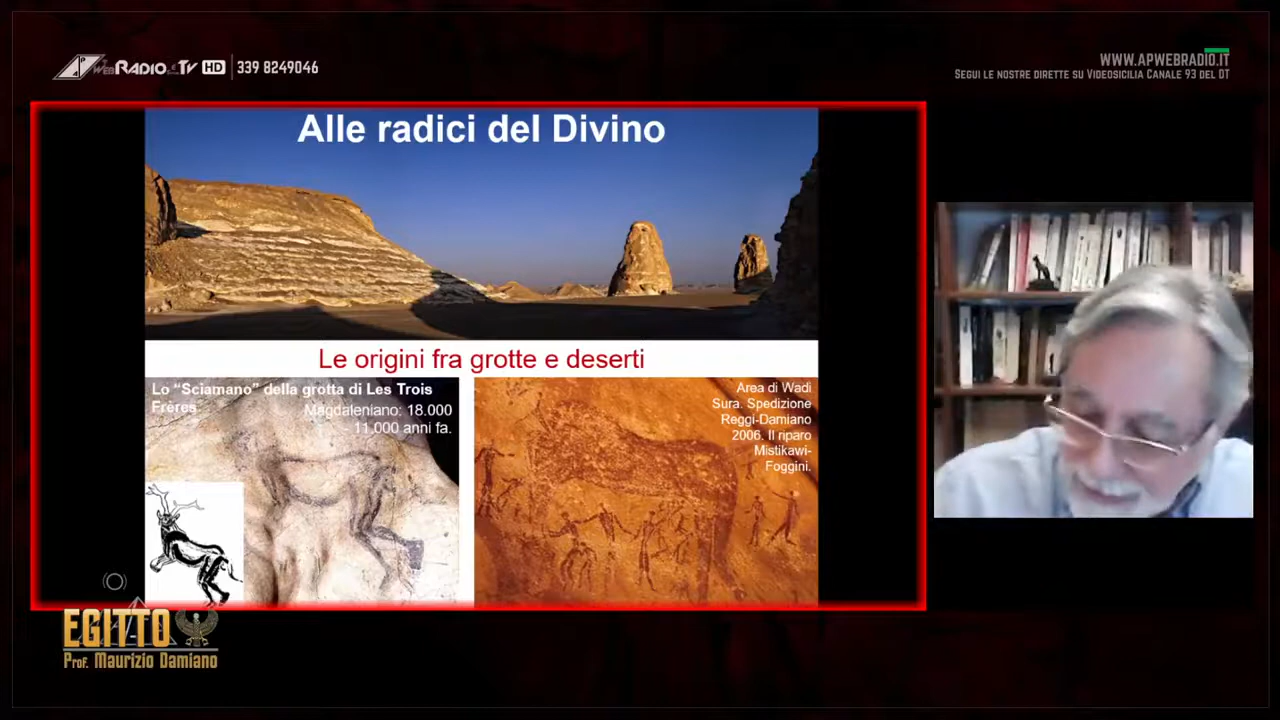 WEB RADIO E TV HD 339 8249046
WWW.APWEBRADIO.IT
SEGUI LE NOSTRE DIRETTE SU VIDEOSICILIA CANALE 93 DEL DT
Alle radici del Divino
Le origini fra grotte e deserti
Lo “Sciamano” della grotta di Les Trois
Frères
Magdaleniano: 18.000
- 11.000 anni fa.
Area di Wadi
Sura. Spedizione
Reggi-Damiano
2006. Il riparo
Mistikawi-
Foggini.
EGITTO
PROF. MAURIZIO DAMIANO